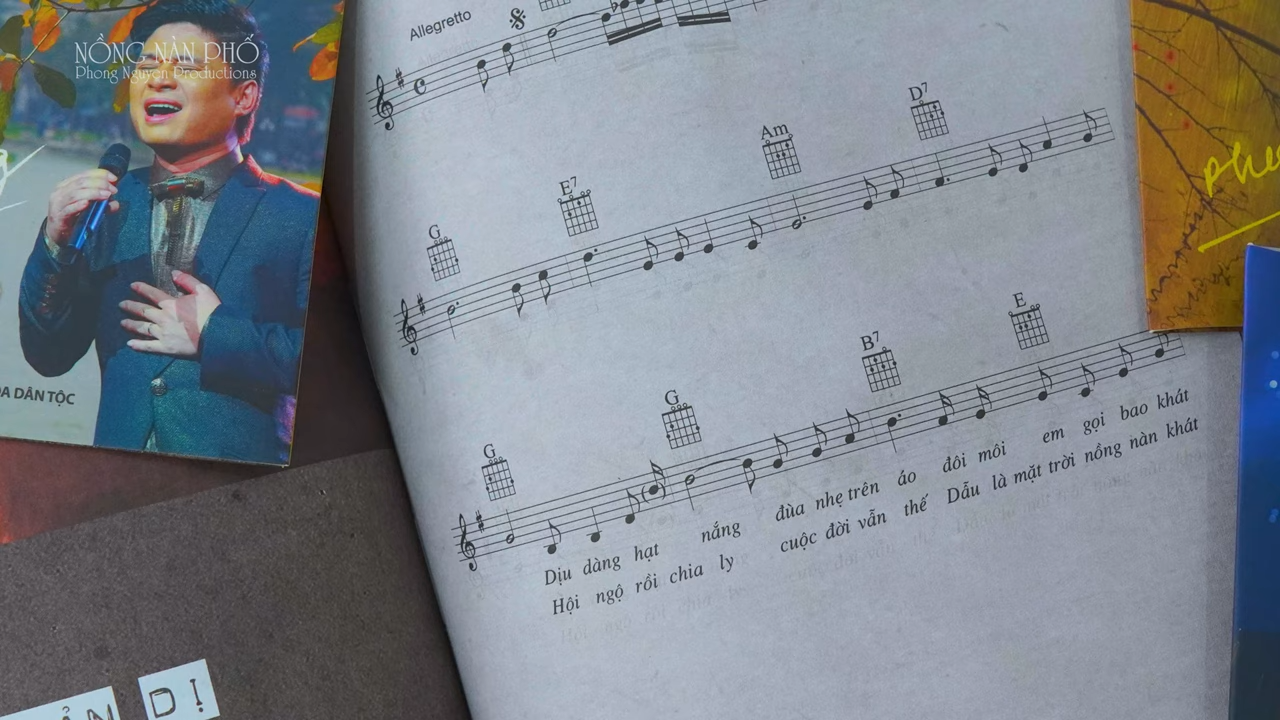 NỒNG NÀN PHỐ
Phong Nguyen Productions
Allegretto
Am
D7
G
E7
G
G
B7
E
Dịu dàng hạt nắng đùa nhẹ trên áo đôi môi em gọi bao khát
Hội ngộ rồi chia ly cuộc đời vẫn thế Dẫu là mặt trời nồng nàn khát
DÂN TỘC
DỊ